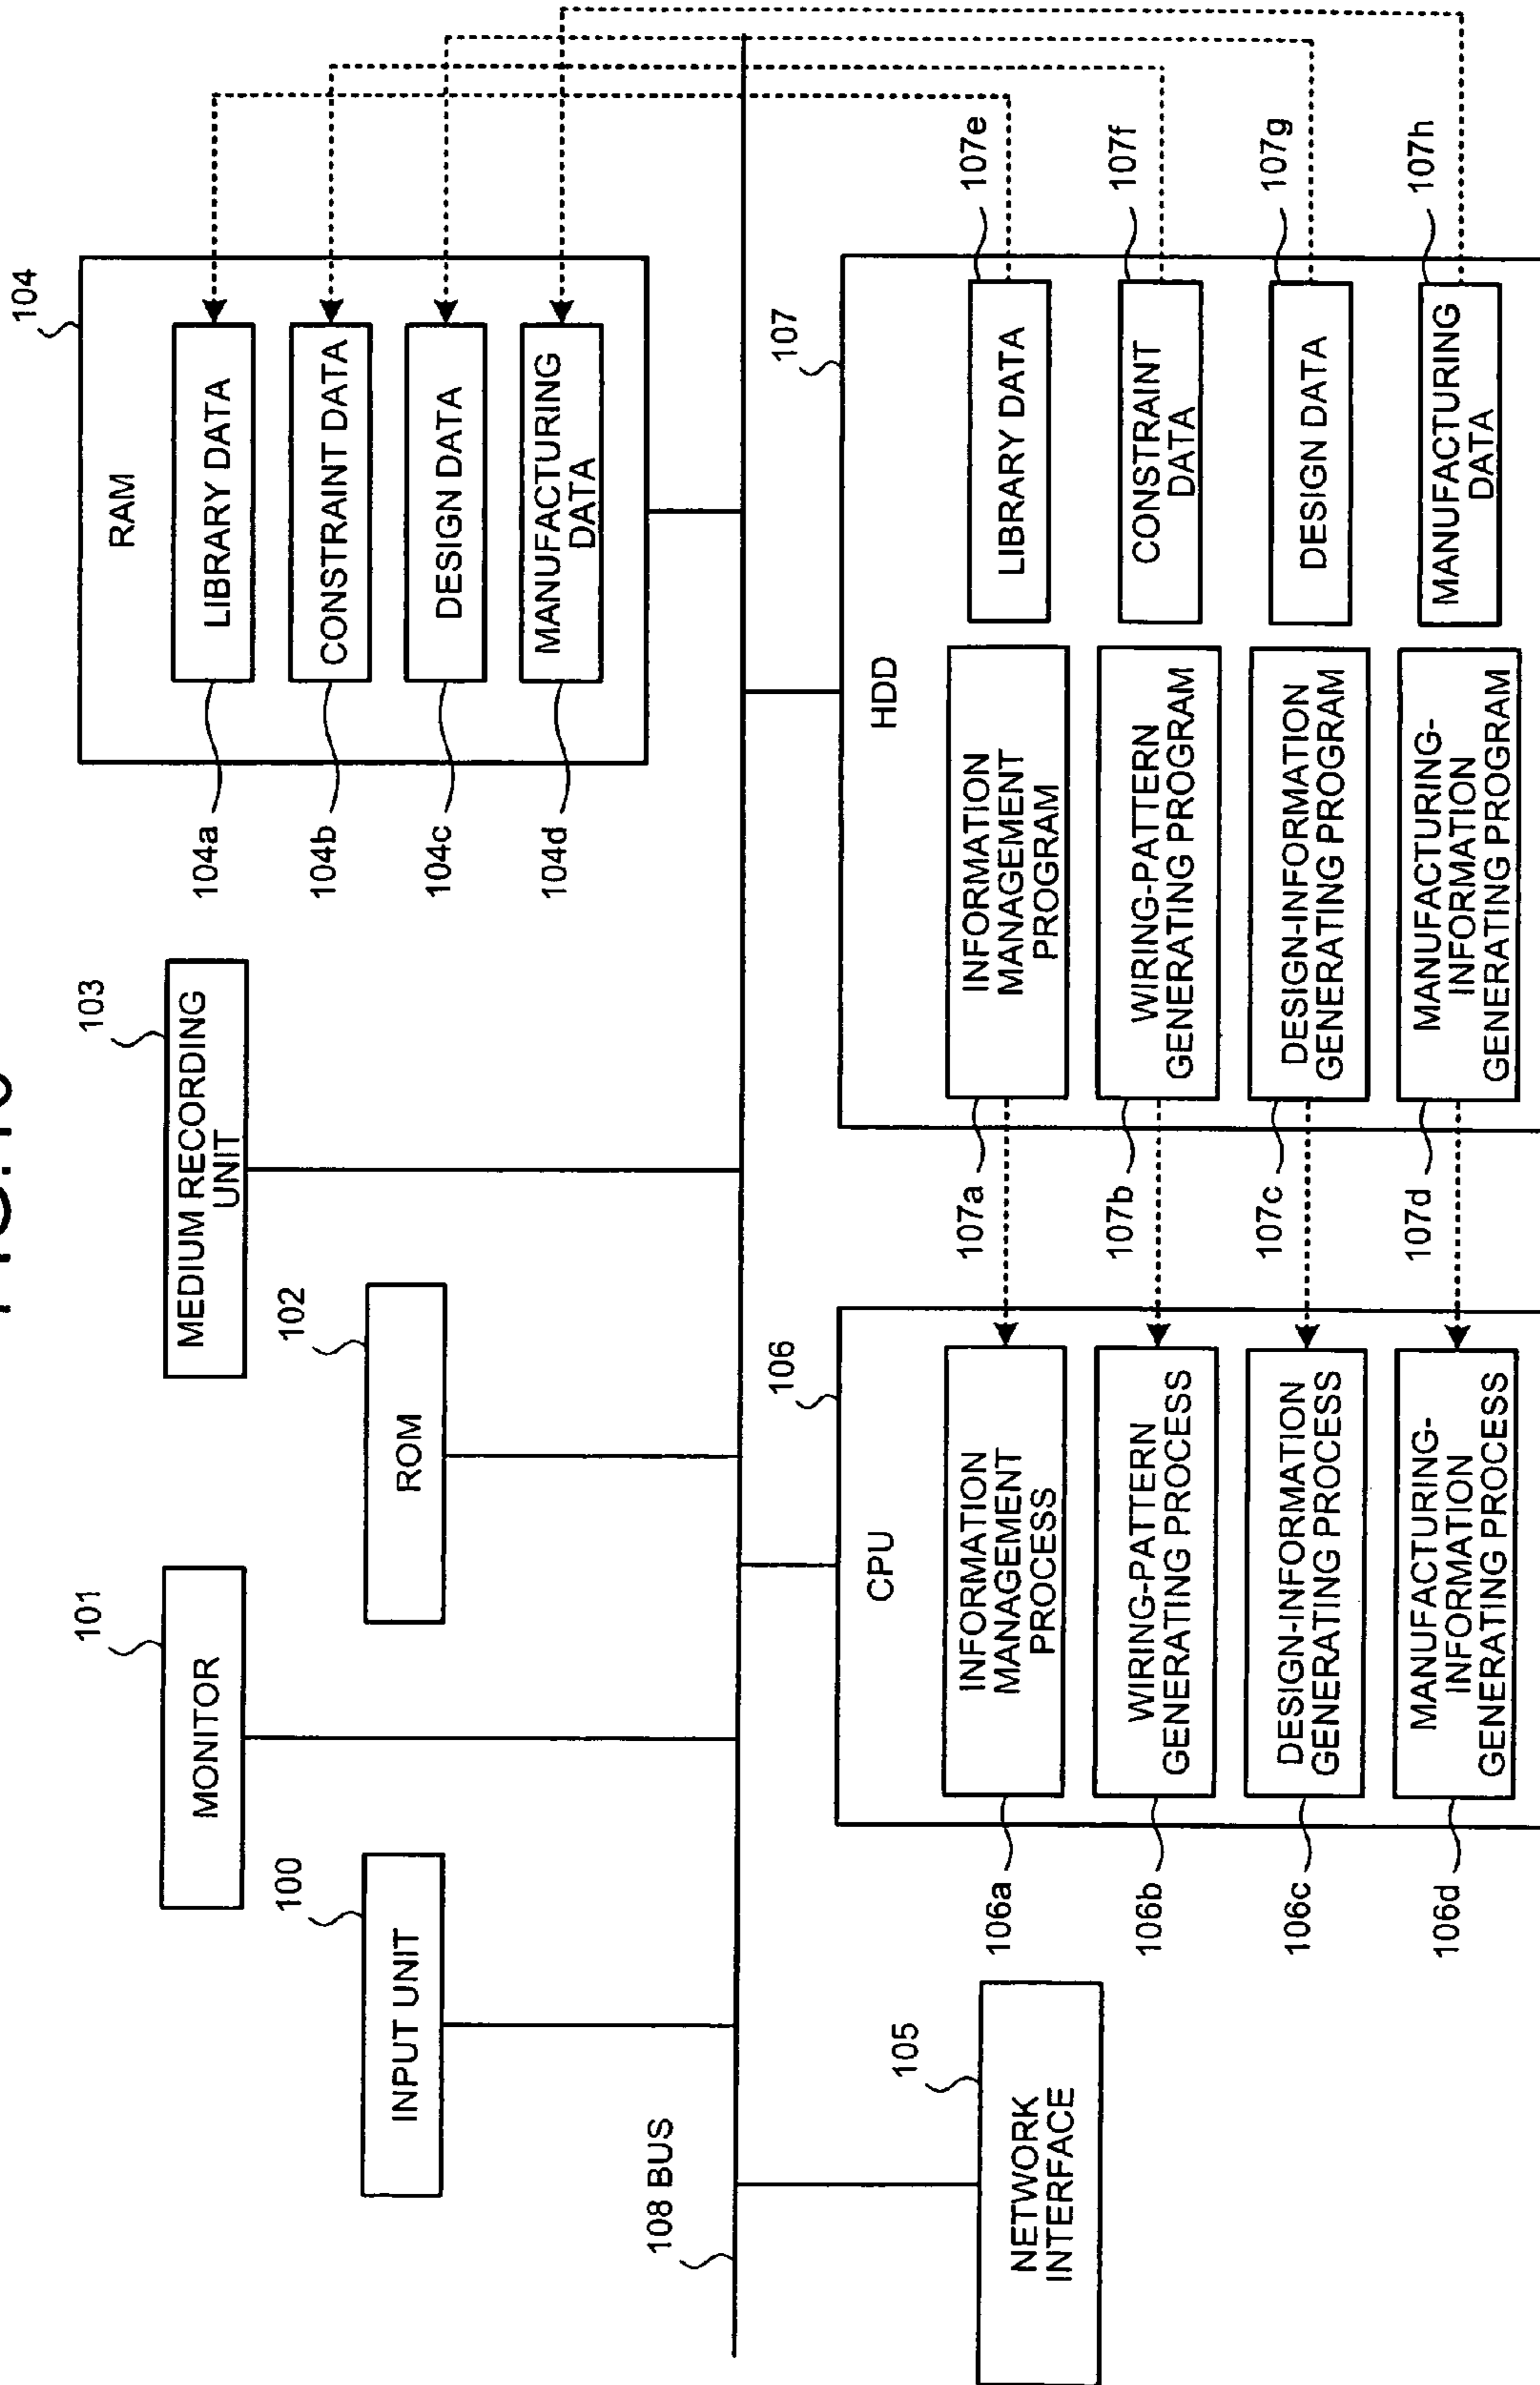 101
MONITOR
103
MEDIUM RECORDING
UNIT
104
RAM
104a
LIBRARY DATA
104b
CONSTRAINT DATA
104c
DESIGN DATA
104d
MANUFACTURING
DATA
100
INPUT UNIT
102
ROM
108 BUS
105
NETWORK
INTERFACE
106
CPU
106a
INFORMATION
MANAGEMENT
PROCESS
106b
WIRING-PATTERN
GENERATING PROCESS
106c
DESIGN-INFORMATION
GENERATING PROCESS
106d
MANUFACTURING-
INFORMATION
GENERATING PROCESS
107
HDD
107a
INFORMATION
MANAGEMENT
PROGRAM
107b
WIRING-PATTERN
GENERATING PROGRAM
107c
DESIGN-INFORMATION
GENERATING PROGRAM
107d
MANUFACTURING-
INFORMATION
GENERATING PROGRAM
LIBRARY DATA
107e
CONSTRAINT
DATA
107f
DESIGN DATA
107g
MANUFACTURING
DATA
107h